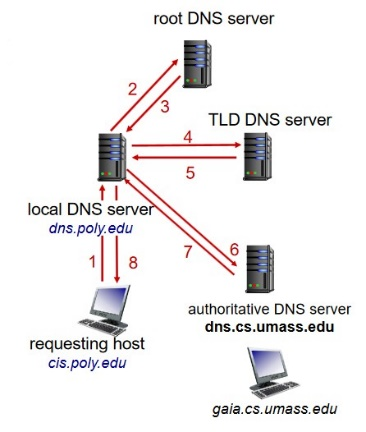 root DNS server
2
3
TLD DNS server
4
5
local DNS server
dns.poly.edu
1
8
7
6
requesting host
cis.poly.edu
authoritative DNS server
dns.cs.umass.edu
gaia.cs.umass.edu